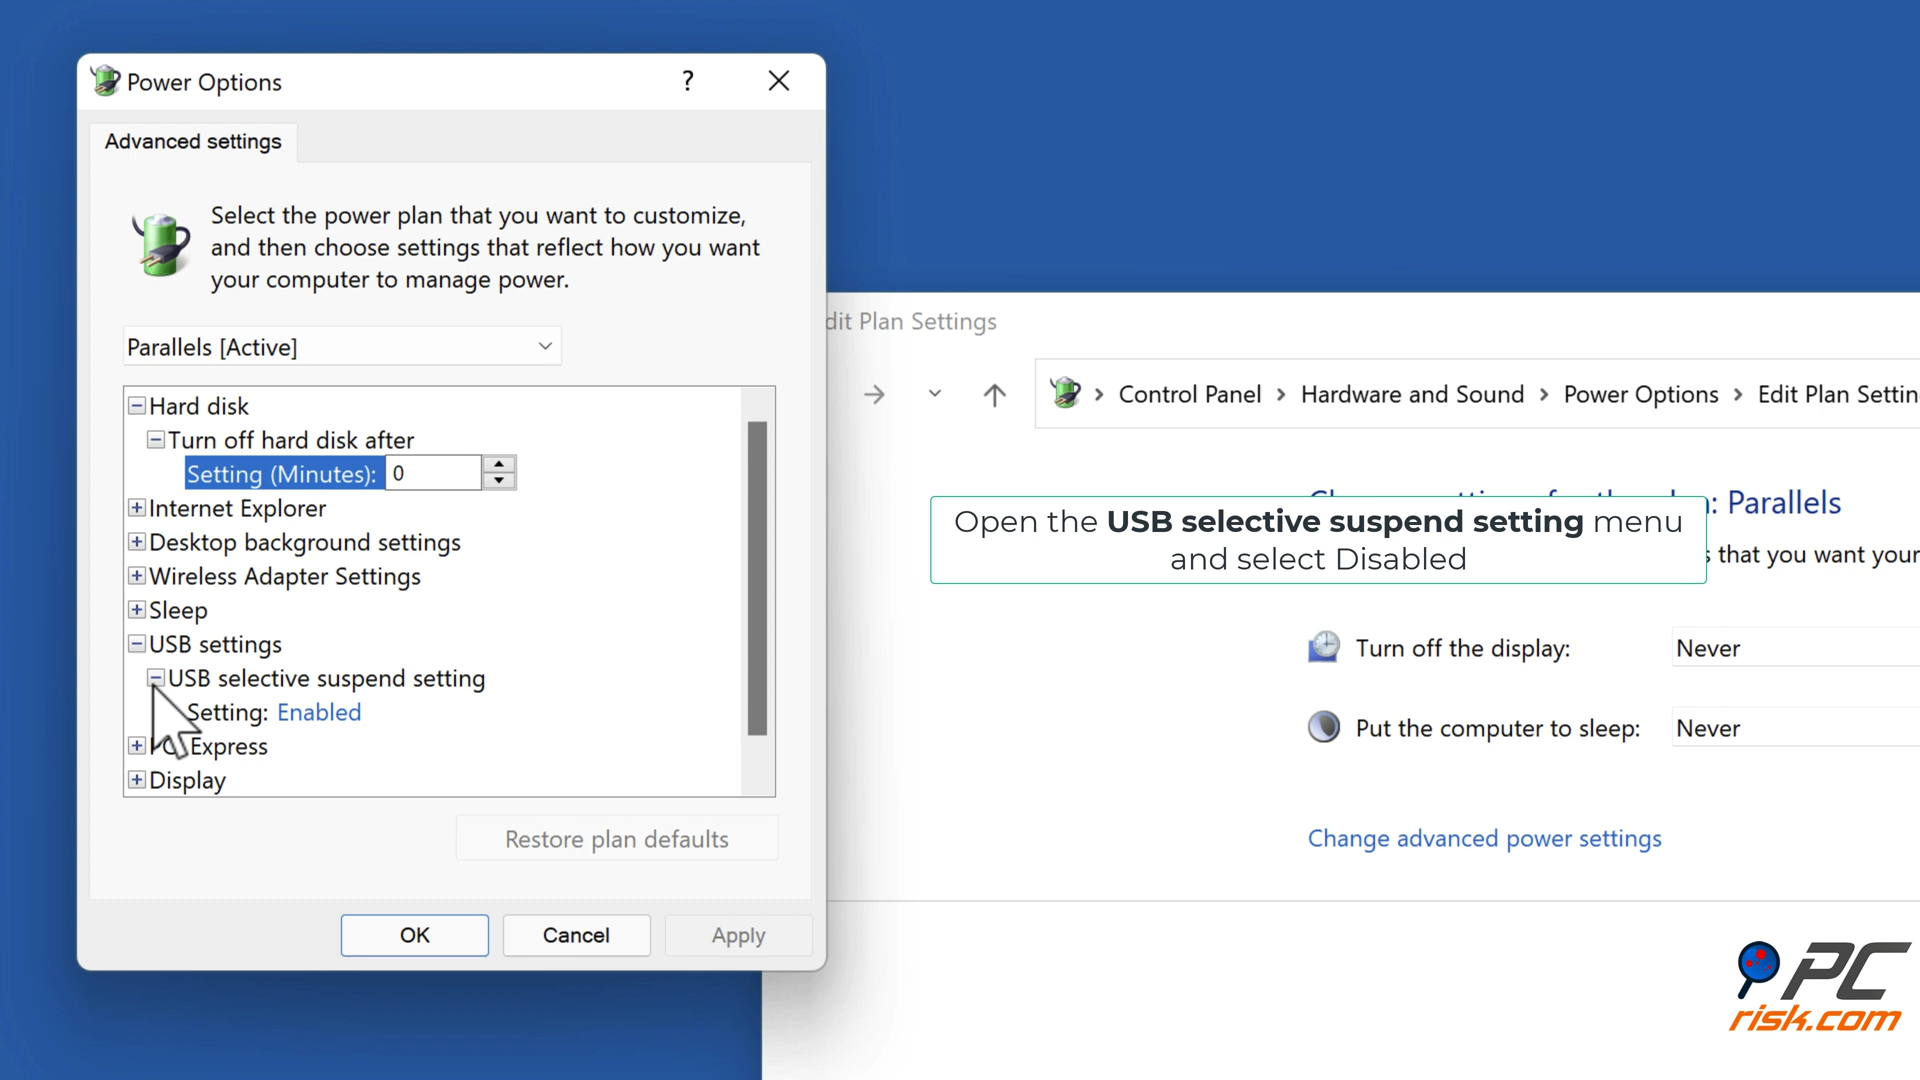 Power Options
?
Advanced settings
Select the power plan that you want to customize,
and then choose settings that reflect how you want
your computer to manage power.
Parallels [Active]
Hard disk
Turn off hard disk after
Setting (Minutes): 0
Internet Explorer
Desktop background settings
Wireless Adapter Settings
Sleep
USB settings
USB selective suspend setting
Setting: Enabled
Express
Display
Restore plan defaults
OK
Cancel
Apply
dit Plan Settings
Control Panel > Hardware and Sound > Power Options > Edit Plan Settin
: Parallels
Open the USB selective suspend setting menu
and select Disabled
that you want your
Turn off the display:
Never
Put the computer to sleep:
Never
Change advanced power settings
PC
risk.com